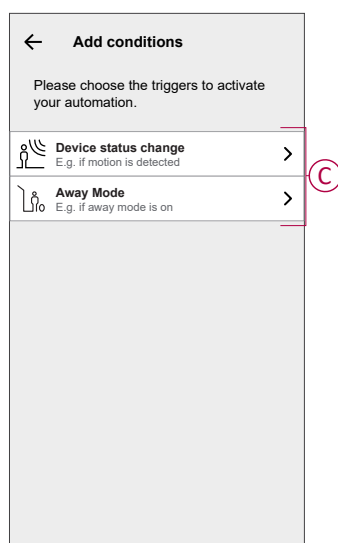 Add conditions
Please choose the triggers to activate
your automation.
Device status change
E.g. if motion is detected
Away Mode
E.g. if away mode is on
C